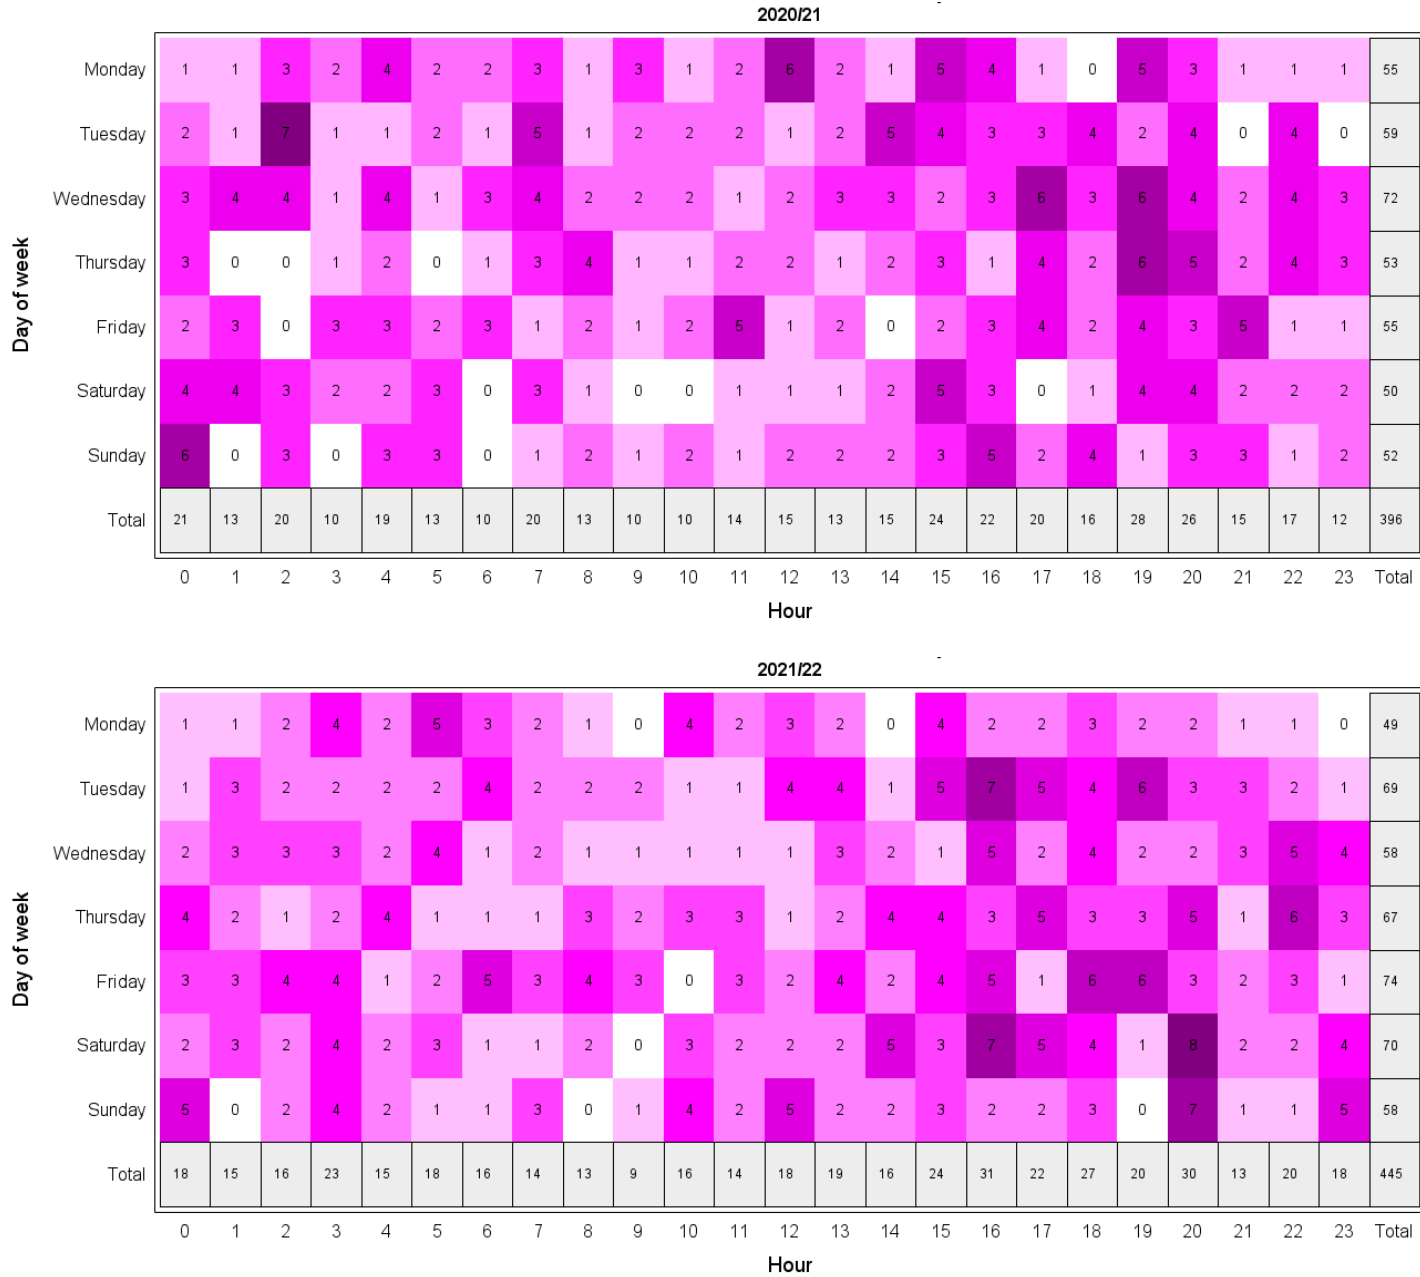 2020/21
Monday 1 1 3 2 4 2 2 3 1 3 1 2 6 2 1 5 4 1 0 5 3 1 1 1 55
Tuesday 2 1 7 1 1 2 1 5 1 2 2 2 1 2 5 4 3 3 4 2 4 0 4 0 59
Wednesday 3 4 4 1 4 1 3 4 2 2 2 1 2 3 3 2 3 6 3 6 4 2 4 3 72
Thursday 3 0 0 1 2 0 1 3 4 1 1 2 2 1 2 3 1 4 2 6 5 2 4 3 53
Friday 2 3 0 3 3 2 3 1 2 1 2 5 1 2 0 2 3 4 2 4 3 5 1 1 55
Saturday 4 4 3 2 2 3 0 3 1 0 0 1 1 1 2 5 3 0 1 4 4 2 2 2 50
Sunday 6 0 3 0 3 3 0 1 2 1 2 1 2 2 2 3 5 2 4 1 3 3 1 2 52
Total 21 13 20 10 19 13 10 20 13 10 10 14 15 13 15 24 22 20 16 28 26 15 17 12 396
0 1 2 3 4 5 6 7 8 9 10 11 12 13 14 15 16 17 18 19 20 21 22 23 Total
Hour
Day of week
2021/22
Monday 1 1 2 4 2 5 3 2 1 0 4 2 3 2 0 4 2 2 3 2 2 1 1 0 49
Tuesday 1 3 2 2 2 2 4 2 2 2 1 1 4 4 1 5 7 5 4 6 3 3 2 1 69
Wednesday 2 3 3 3 2 4 1 2 1 1 1 1 1 3 2 1 5 2 4 2 2 3 5 4 58
Thursday 4 2 1 2 4 1 1 1 3 2 3 3 1 2 4 4 3 5 3 3 5 1 6 3 67
Friday 3 3 4 4 1 2 5 3 4 3 0 3 2 4 2 4 5 1 6 6 3 2 3 1 74
Saturday 2 3 2 4 2 3 1 1 2 0 3 2 2 2 5 3 7 5 4 1 8 2 2 4 70
Sunday 5 0 2 4 2 1 1 3 0 1 4 2 5 2 2 3 2 2 3 0 7 1 1 5 58
Total 18 15 16 23 15 18 16 14 13 9 16 14 18 19 16 24 31 22 27 20 30 13 20 18 445
0 1 2 3 4 5 6 7 8 9 10 11 12 13 14 15 16 17 18 19 20 21 22 23 Total
Hour
Day of week